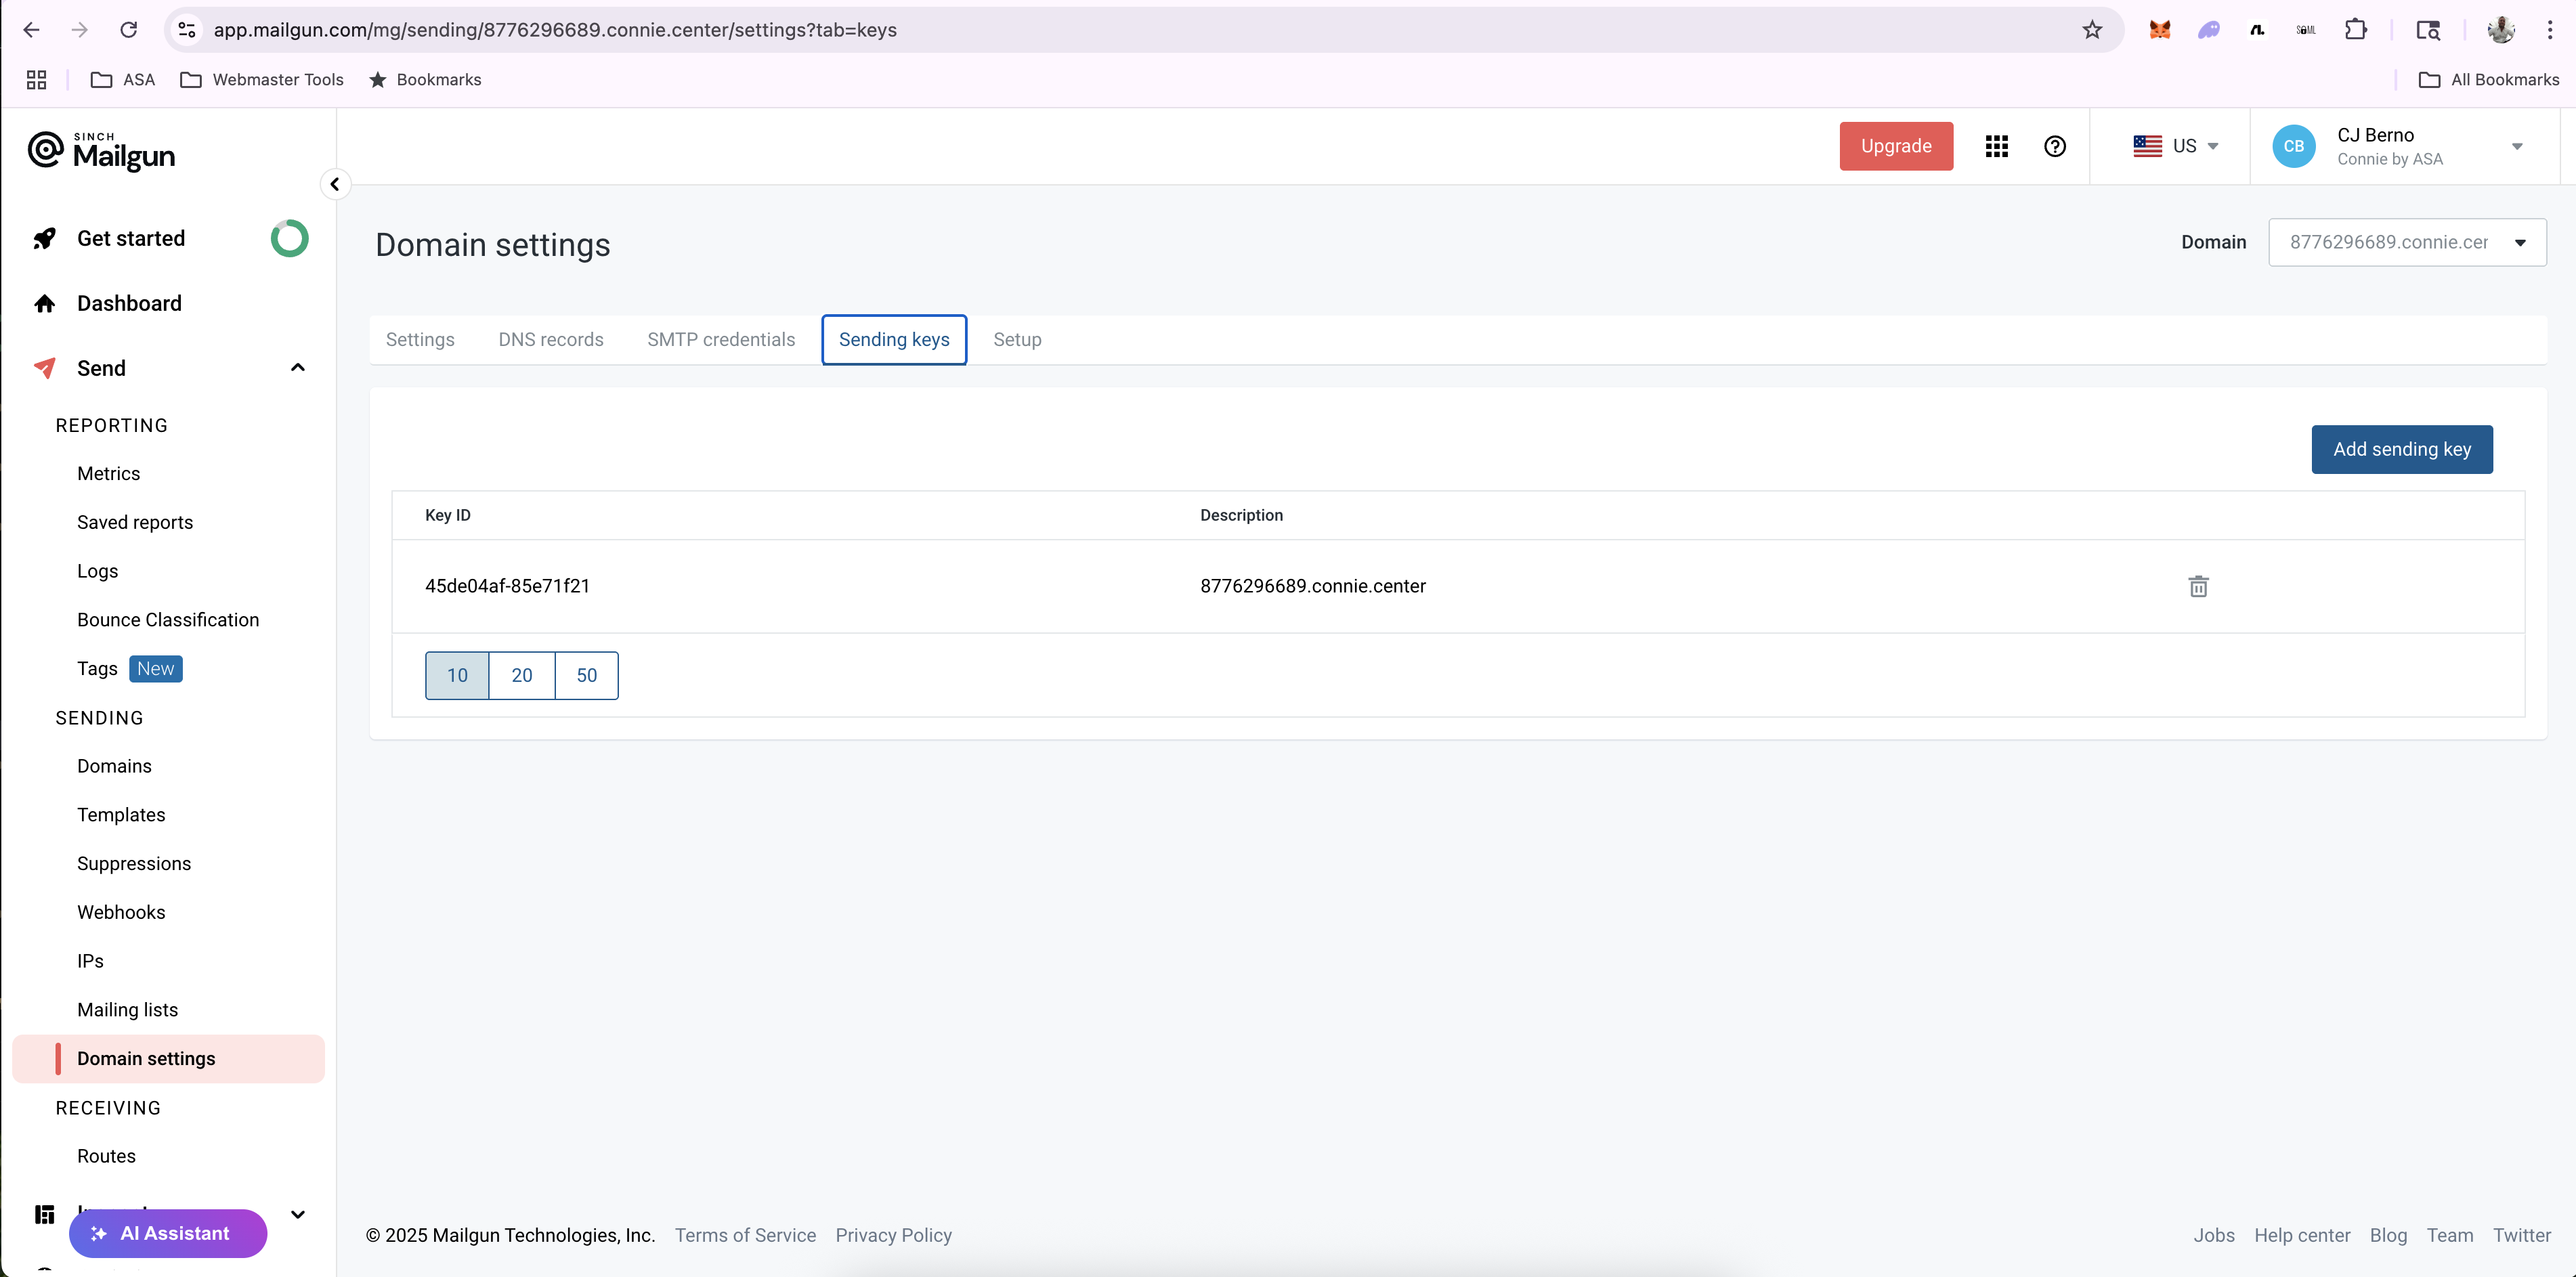 app.mailgun.com/mg/sending/8776296689.connie.center/settings?tab=keys
ASA
Webmaster Tools
Bookmarks
All Bookmarks
SINCH
Mailgun
Upgrade
US
CB
CJ Berno
Connie by ASA
Get started
Dashboard
Send
REPORTING
Metrics
Saved reports
Logs
Bounce Classification
Tags New
SENDING
Domains
Templates
Suppressions
Webhooks
IPs
Mailing lists
Domain settings
RECEIVING
Routes
AI Assistant
Domain settings
Domain
8776296689.connie.cer
Settings
DNS records
SMTP credentials
Sending keys
Setup
Add sending key
Key ID
Description
45de04af-85e71f21
8776296689.connie.center
10
20
50
© 2025 Mailgun Technologies, Inc.
Terms of Service
Privacy Policy
Jobs
Help center
Blog
Team
Twitter